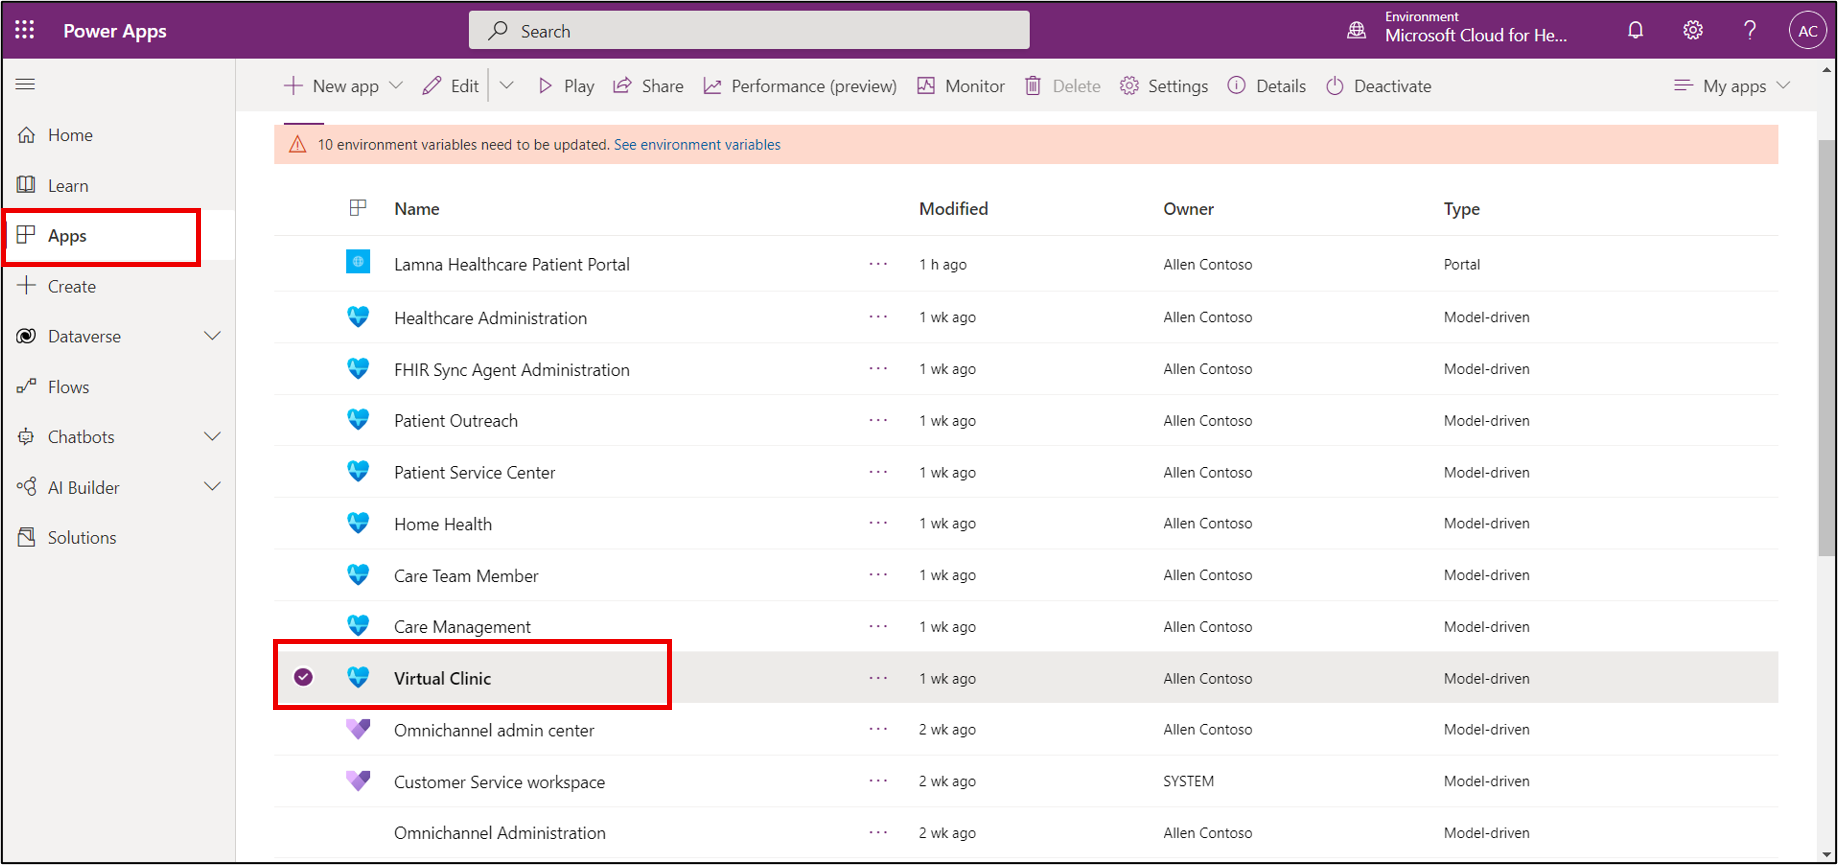 Power Apps
Search
Environment
Microsoft Cloud for He...
AC
New app
Edit
Play
Share
Performance (preview)
Monitor
Delete
Settings
Details
Deactivate
My apps
Home
Learn
Apps
Create
Dataverse
Flows
Chatbots
AI Builder
Solutions
10 environment variables need to be updated. See environment variables
Name Modified Owner Type
Lamna Healthcare Patient Portal ... 1 h ago Allen Contoso Portal
Healthcare Administration ... 1 wk ago Allen Contoso Model-driven
FHIR Sync Agent Administration ... 1 wk ago Allen Contoso Model-driven
Patient Outreach ... 1 wk ago Allen Contoso Model-driven
Patient Service Center ... 1 wk ago Allen Contoso Model-driven
Home Health ... 1 wk ago Allen Contoso Model-driven
Care Team Member ... 1 wk ago Allen Contoso Model-driven
Care Management ... 1 wk ago Allen Contoso Model-driven
Virtual Clinic ... 1 wk ago Allen Contoso Model-driven
Omnichannel admin center ... 2 wk ago Allen Contoso Model-driven
Customer Service workspace ... 2 wk ago SYSTEM Model-driven
Omnichannel Administration ... 2 wk ago Allen Contoso Model-driven